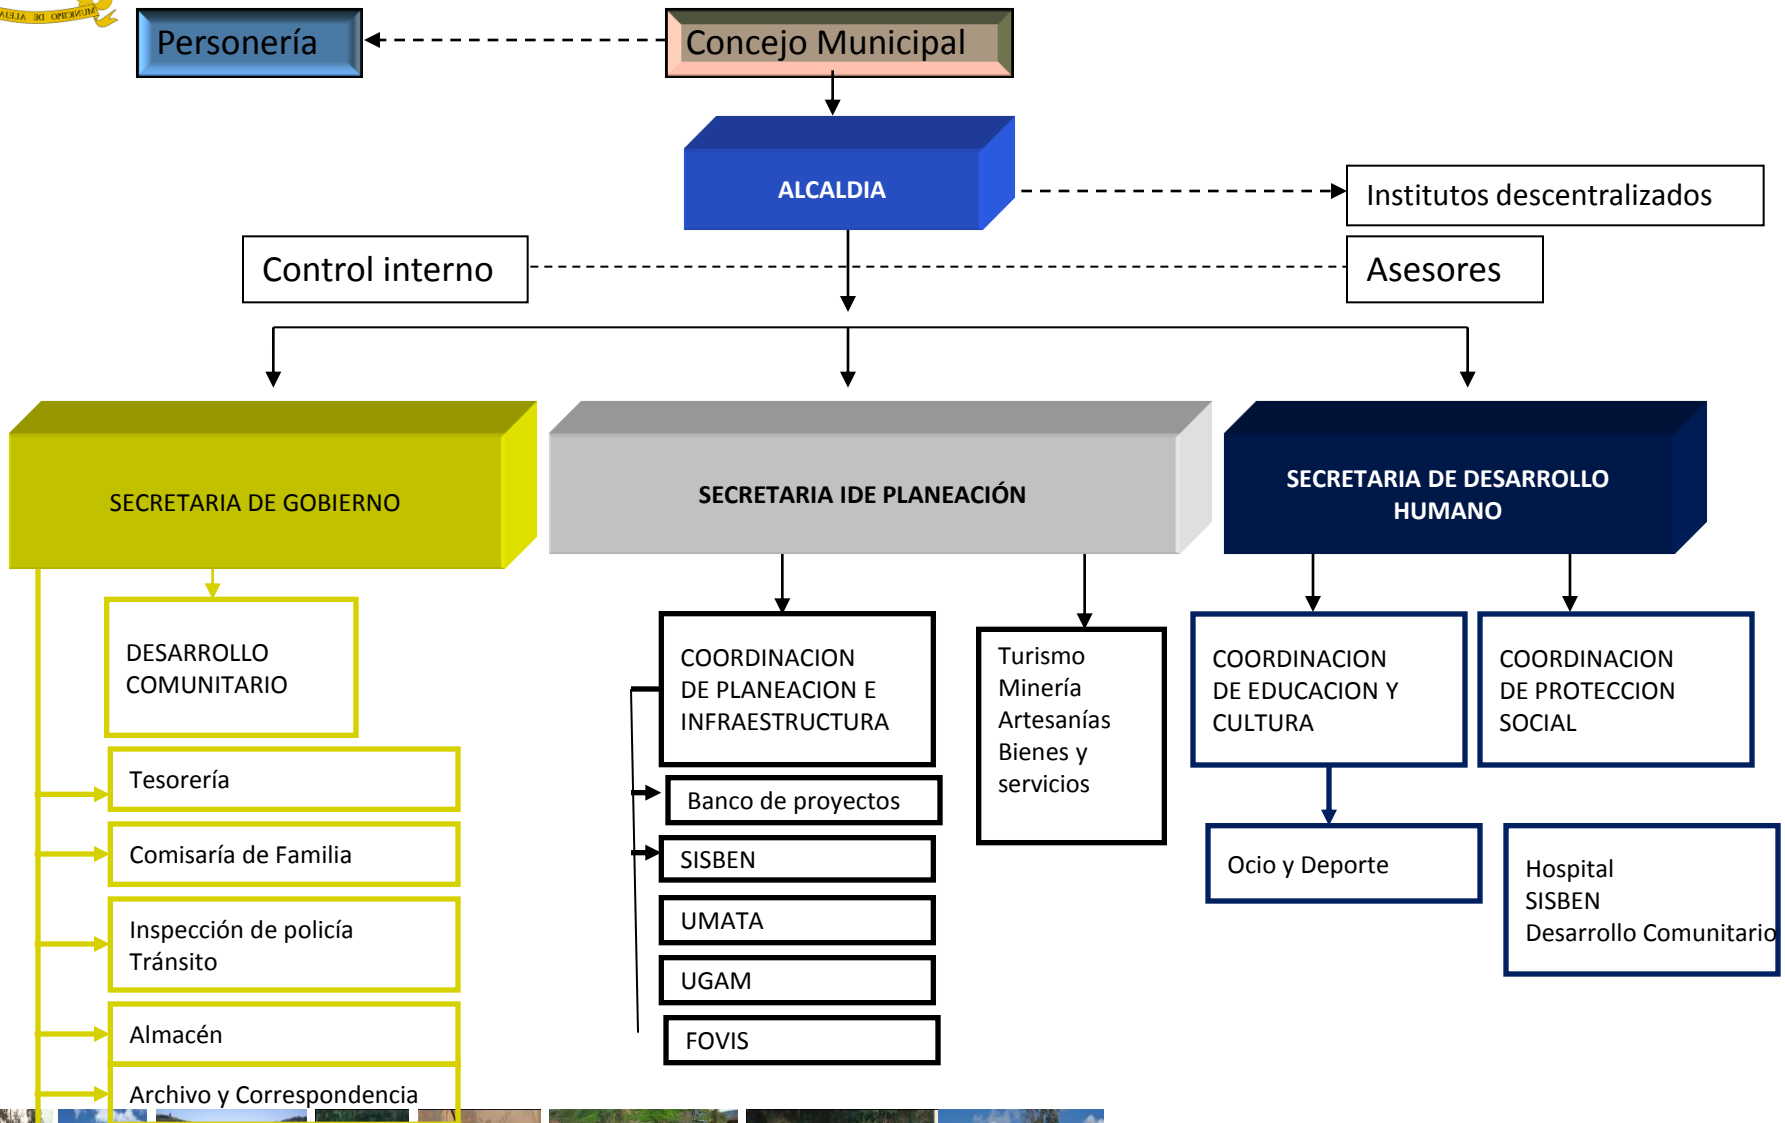 MUNICIPIO DE ALEJA
Personería
Concejo Municipal
ALCALDIA
Institutos descentralizados
Control interno
Asesores
SECRETARIA DE GOBIERNO
SECRETARIA IDE PLANEACIÓN
SECRETARIA DE DESARROLLO
HUMANO
DESARROLLO
COMUNITARIO
Tesorería
Comisaría de Familia
Inspección de policía
Tránsito
Almacén
Archivo y Correspondencia
COORDINACION
DE PLANEACION E
INFRAESTRUCTURA
Banco de proyectos
SISBEN
UMATA
UGAM
FOVIS
Turismo
Minería
Artesanías
Bienes y
servicios
COORDINACION
DE EDUCACION Y
CULTURA
Ocio y Deporte
COORDINACION
DE PROTECCION
SOCIAL
Hospital
SISBEN
Desarrollo Comunitario